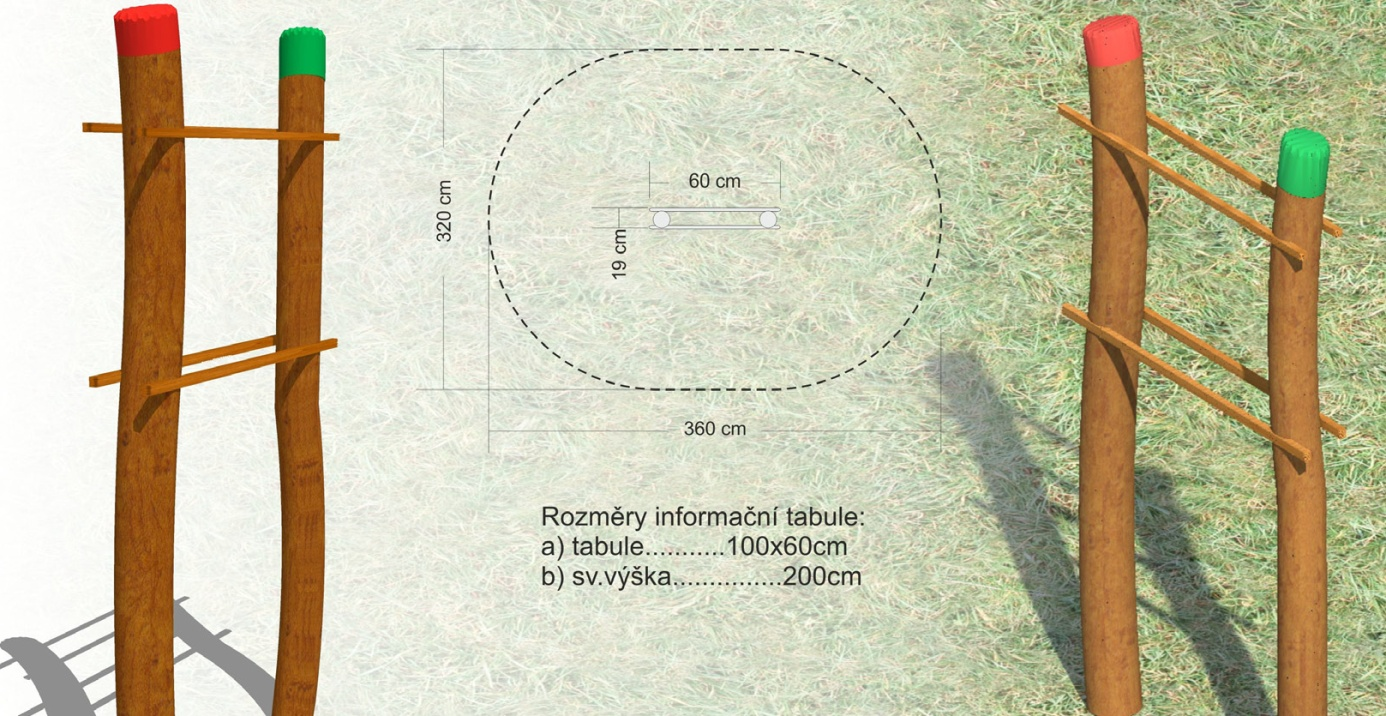 60 cm
320 cm
19 cm
360 cm
Rozměry informační tabule:
a) tabule...........100x60cm
b) sv.výška...............200cm